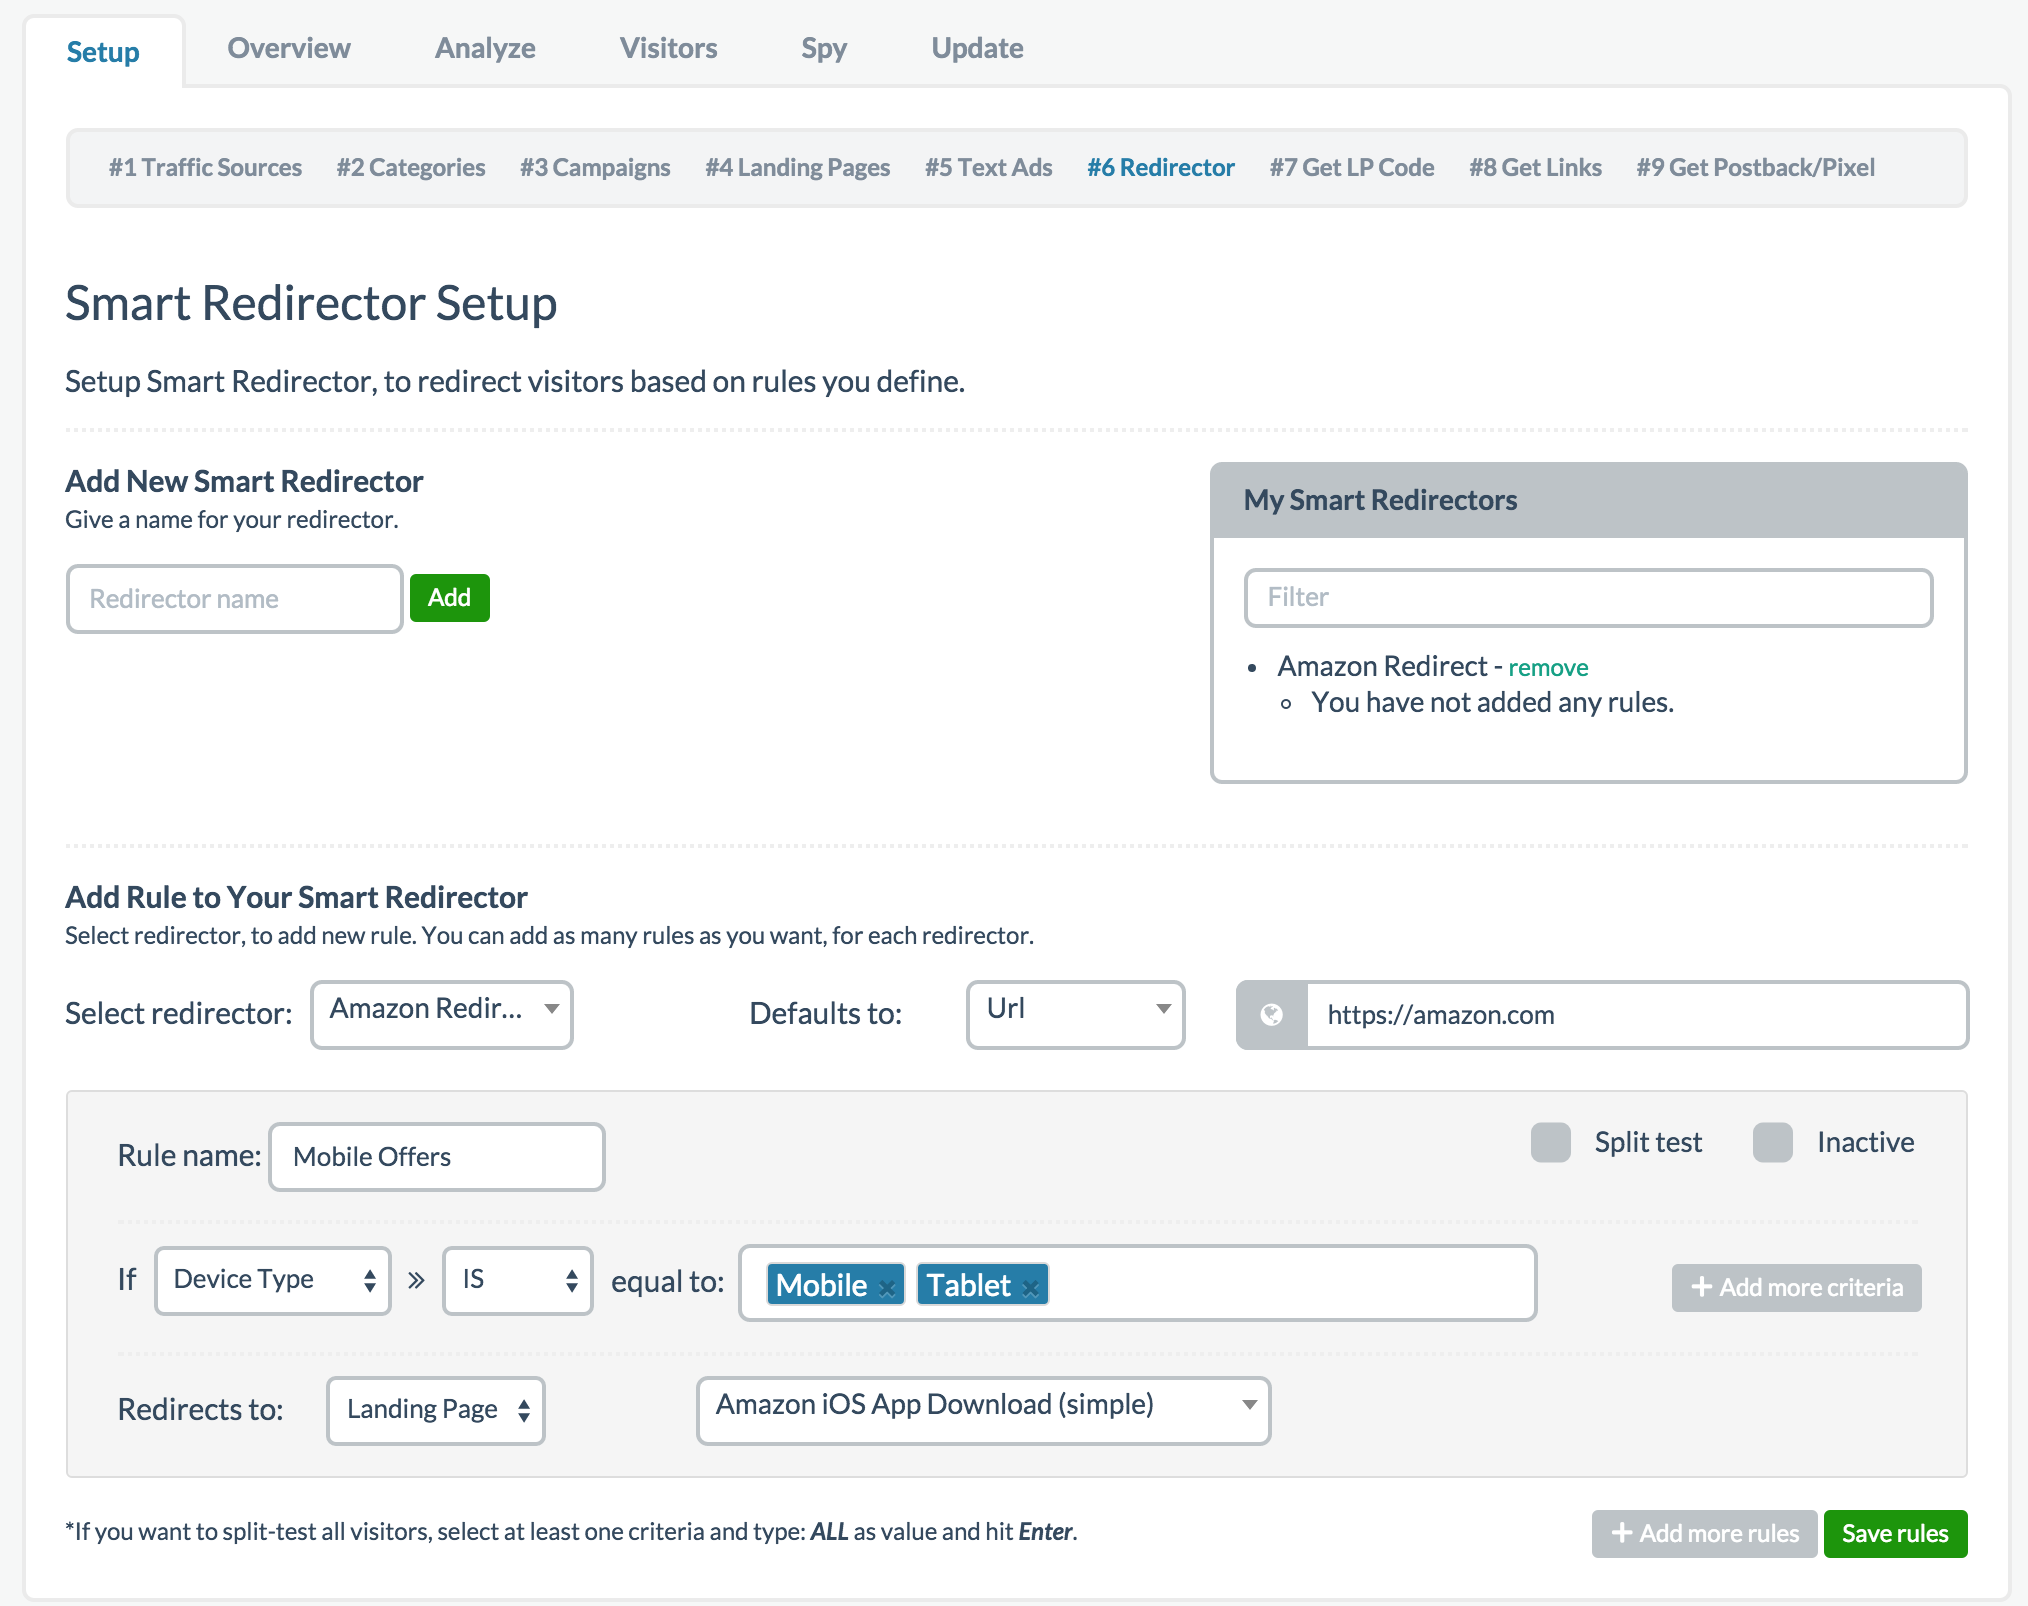 Setup Overview Analyze Visitors Spy Update
#1 Traffic Sources #2 Categories #3 Campaigns #4 Landing Pages #5 Text Ads #6 Redirector #7 Get LP Code #8 Get Links #9 Get Postback/Pixel
Smart Redirector Setup
Setup Smart Redirector, to redirect visitors based on rules you define.
Add New Smart Redirector
Give a name for your redirector.
Redirector name Add
My Smart Redirectors
Filter
Amazon Redirect - remove
You have not added any rules.
Add Rule to Your Smart Redirector
Select redirector, to add new rule. You can add as many rules as you want, for each redirector.
Select redirector: Amazon Redir... Defaults to: Url https://amazon.com
Rule name: Mobile Offers Split test Inactive
If Device Type » IS equal to: Mobile × Tablet × + Add more criteria
Redirects to: Landing Page Amazon iOS App Download (simple)
*If you want to split-test all visitors, select at least one criteria and type: ALL as value and hit Enter.
+ Add more rules Save rules